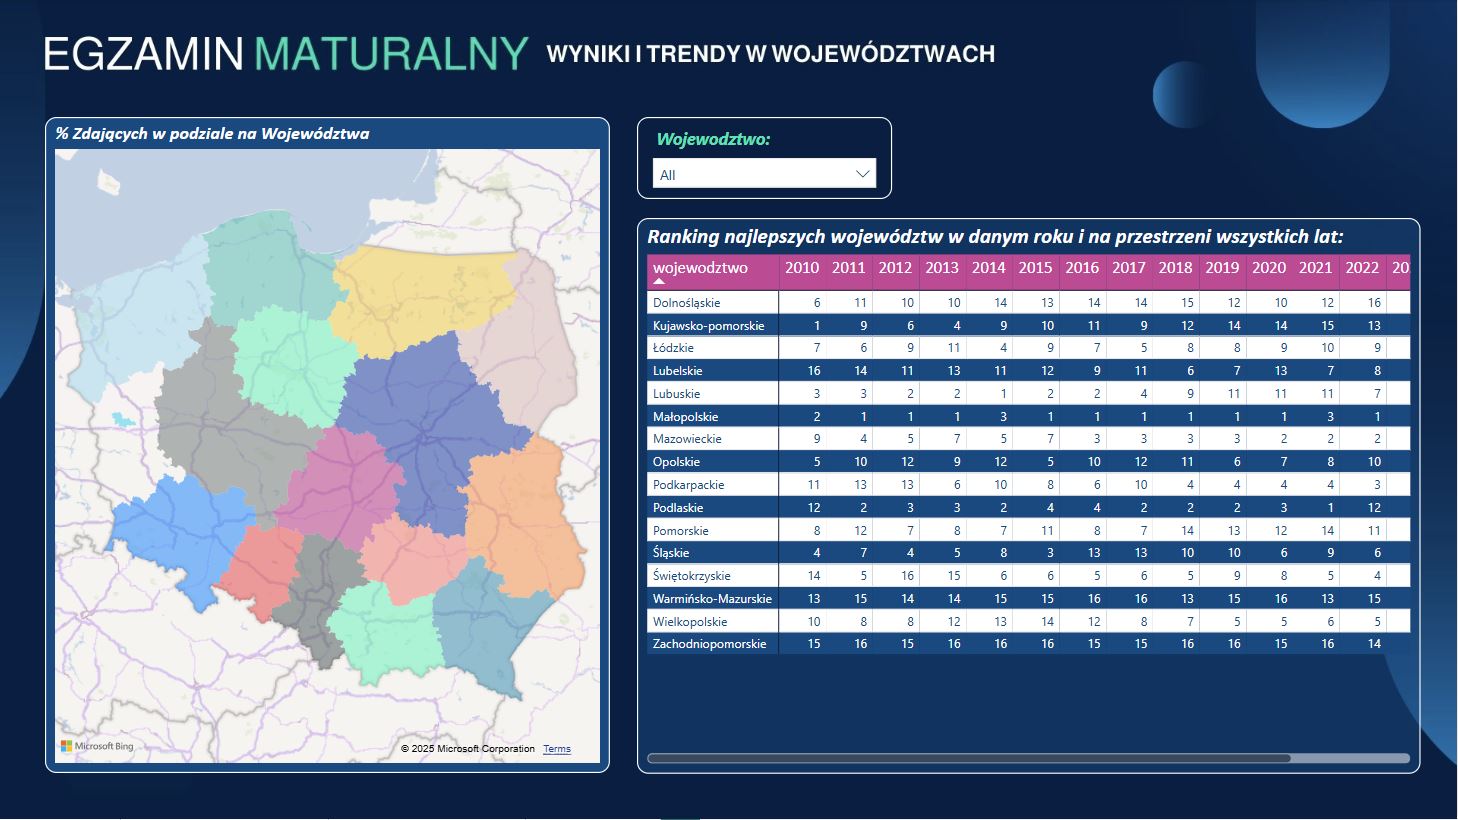 EGZAMIN MATURALNY WYNIKI I TRENDY W WOJEWÓDZTWACH
% Zdających w podziale na Województwa
Microsoft Bing
© 2025 Microsoft Corporation Terms
Wojewodztwo:
All
Ranking najlepszych województw w danym roku i na przestrzeni wszystkich lat:
wojewodztwo 2010 2011 2012 2013 2014 2015 2016 2017 2018 2019 2020 2021 2022 20
Dolnośląskie 6 11 10 10 14 13 14 14 15 12 10 12 16
Kujawsko-pomorskie 1 9 6 4 9 10 11 9 12 14 14 15 13
Łódzkie 7 6 9 11 4 9 7 5 8 8 9 10 9
Lubelskie 16 14 11 13 11 12 9 11 6 7 13 7 8
Lubuskie 3 3 2 2 1 2 2 4 9 11 11 11 7
Małopolskie 2 1 1 1 3 1 1 1 1 1 1 3 1
Mazowieckie 9 4 5 7 5 7 3 3 3 3 2 2 2
Opolskie 5 10 12 9 12 5 10 12 11 6 7 8 10
Podkarpackie 11 13 13 6 10 8 6 10 4 4 4 4 3
Podlaskie 12 2 3 3 2 4 4 2 2 2 3 1 12
Pomorskie 8 12 7 8 7 11 8 7 14 13 12 14 11
Śląskie 4 7 4 5 8 3 13 13 10 10 6 9 6
Świętokrzyskie 14 5 16 15 6 6 5 6 5 9 8 5 4
Warmińsko-Mazurskie 13 15 14 14 15 15 16 16 13 15 16 13 15
Wielkopolskie 10 8 8 12 13 14 12 8 7 5 5 6 5
Zachodniopomorskie 15 16 15 16 16 16 15 15 16 16 15 16 14